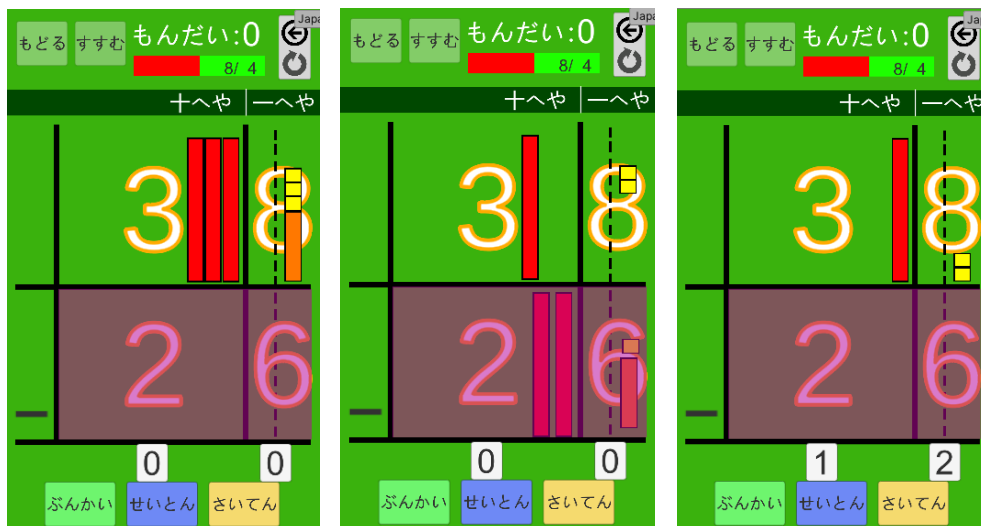 もどる すすむ もんだい:0 Japa
8/ 4
十へや 一へや
3 8
2 6
0 0
ぶんかい せいとん さいてん
もどる すすむ もんだい:0 Japa
8/ 4
十へや 一へや
3 8
2 6
0 0
ぶんかい せいとん さいてん
もどる すすむ もんだい:0 Japa
8/ 4
十へや 一へや
3 8
2 6
1 2
ぶんかい せいとん さいてん